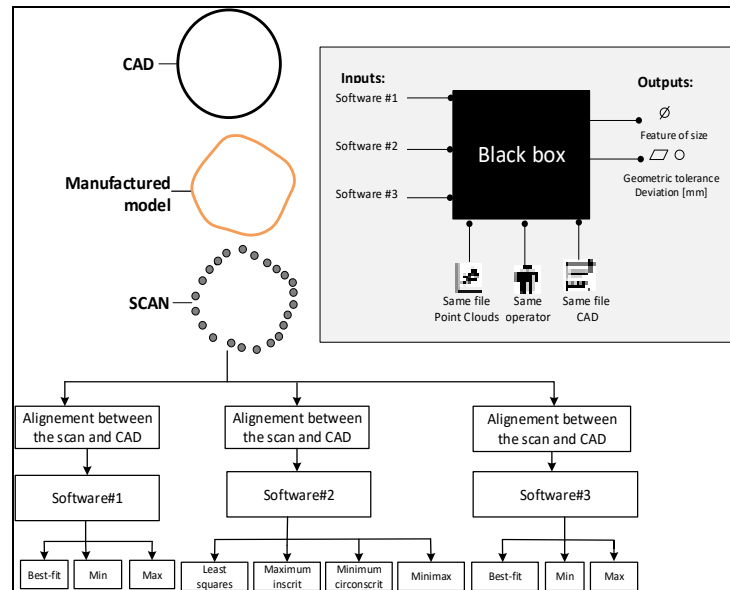 CAD
Manufactured
model
SCAN
Inputs:
Software #1
Software #2
Software #3
Black box
Outputs:
Feature of size
Geometric tolerance
Deviation [mm]
Same file
Point Clouds
Same
operator
Same file
CAD
Alignement between
the scan and CAD
Alignement between
the scan and CAD
Alignement between
the scan and CAD
Software#1
Software#2
Software#3
Best-fit
Min
Max
Least
squares
Maximum
inscrit
Minimum
circonscrit
Minimax
Best-fit
Min
Max